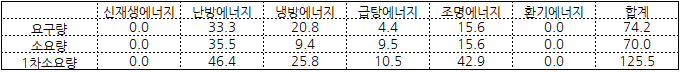 신재생에너지 난방에너지 냉방에너지 급탕에너지 조명에너지 환기에너지 합계
요구량 0.0 33.3 20.8 4.4 15.6 0.0 74.2
소요량 0.0 35.5 9.4 9.5 15.6 0.0 70.0
1차소요량 0.0 46.4 25.8 10.5 42.9 0.0 125.5